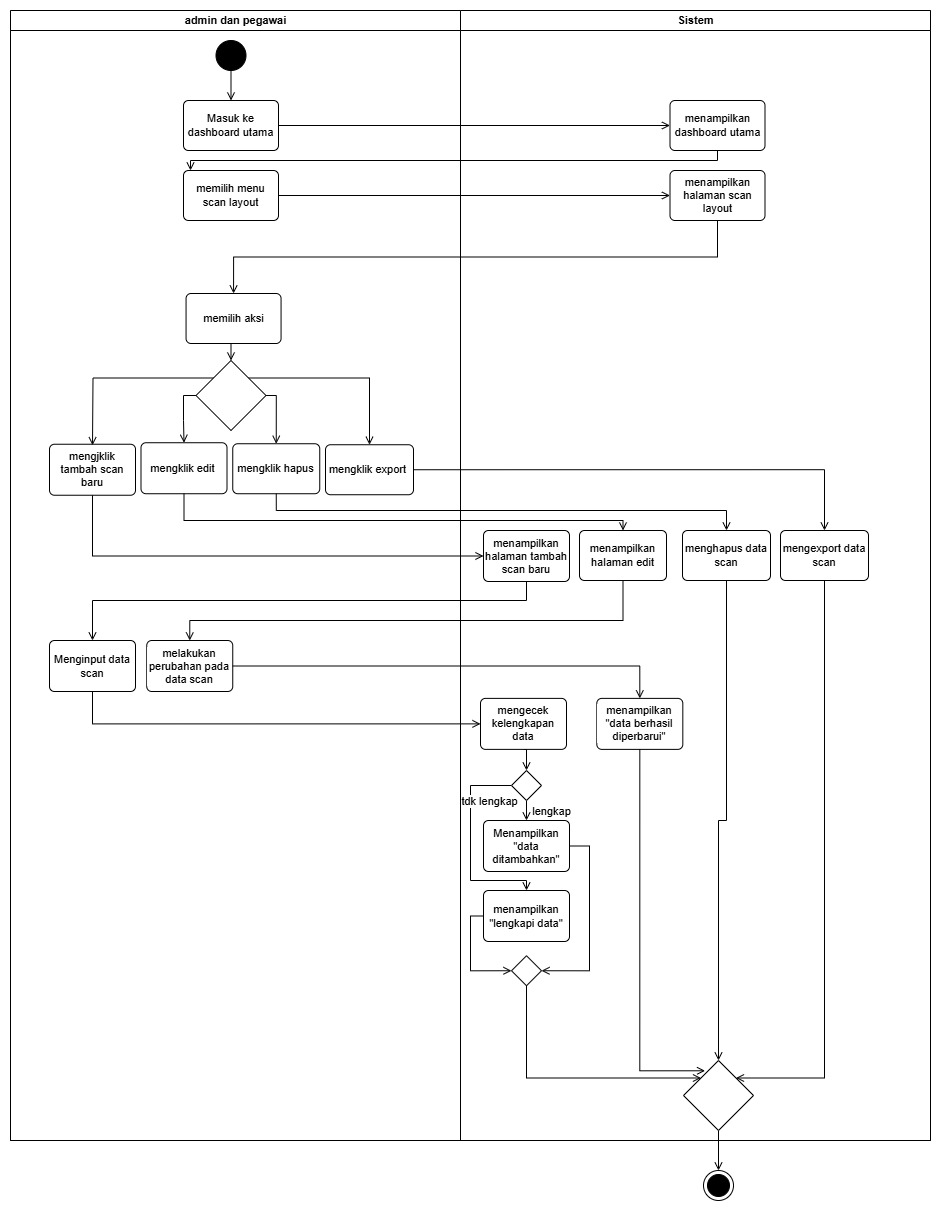 admin dan pegawai
Sistem
Masuk ke
dashboard utama
menampilkan
dashboard utama
memilih menu
scan layout
menampilkan
halaman scan
layout
memilih aksi
mengjklik
tambah scan
baru
mengklik edit
mengklik hapus
mengklik export
menampilkan
halaman tambah
scan baru
menampilkan
halaman edit
menghapus data
scan
mengexport data
scan
Menginput data
scan
melakukan
perubahan pada
data scan
mengecek
kelengkapan
data
menampilkan
"data berhasil
diperbarui"
tdk lengkap
lengkap
Menampilkan
"data
ditambahkan"
menampilkan
"lengkapi data"